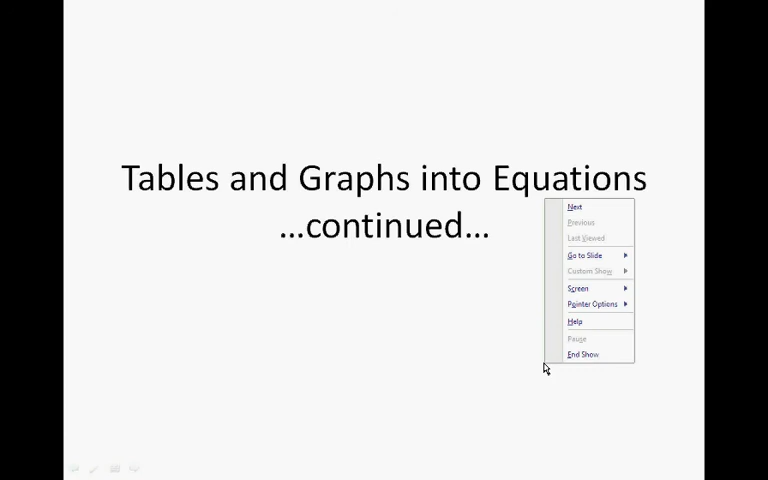 Tables and Graphs into Equations
...continued...
Next
Previous
Last Viewed
Go to Slide
Custom Show
Screen
Pointer Options
Help
Pause
End Show